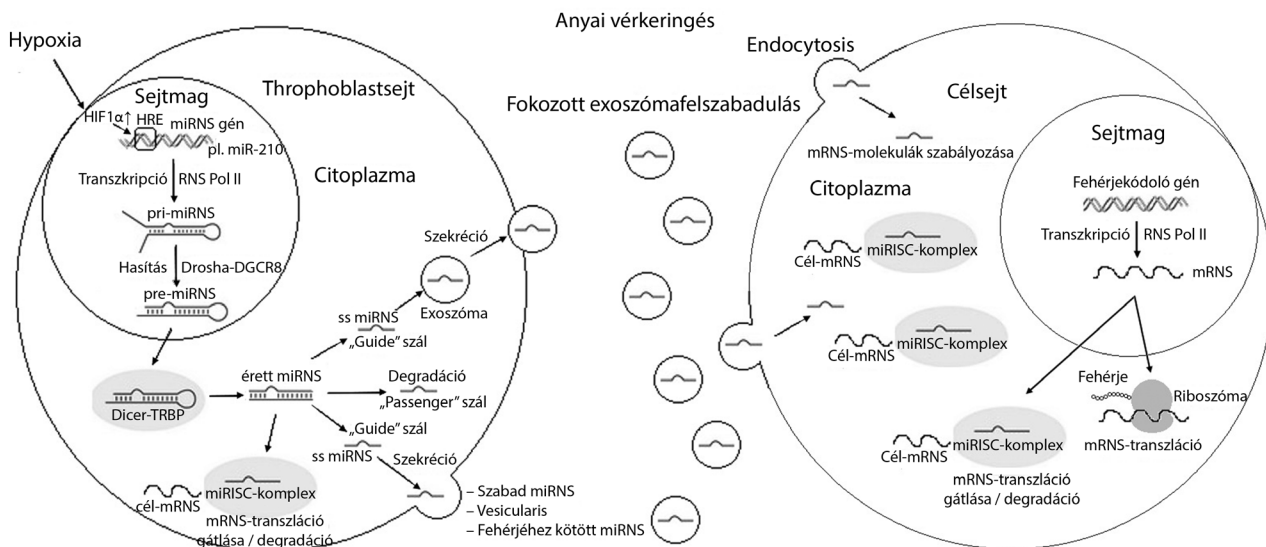 Anyai vérkeringés
Hypoxia
Throphoblastsejt
Sejtmag
HIF1α↑ HRE miRNS gén
pl. miR-210
Transzkripció RNS Pol II
pri-miRNS
Hasítás Drosha-DGCR8
pre-miRNS
Dicer-TRBP
Citoplazma
érett miRNS
ss miRNS
„Guide” szál
Exoszóma
Szekréció
Degradáció
„Passenger” szál
„Guide” szál
ss miRNS
Szekréció
– Szabad miRNS
– Vesicularis
– Fehérjéhez kötött miRNS
cél-mRNS
miRISC-komplex
mRNS-transzláció
gátlása / degradáció
Fokozott exoszómafelszabadulás
Endocytosis
Célsejt
mRNS-molekulák szabályozása
Citoplazma
miRISC-komplex
Cél-mRNS
miRISC-komplex
Cél-mRNS
Sejtmag
Fehérjekódoló gén
Transzkripció RNS Pol II
mRNS
Fehérje
Riboszóma
mRNS-transzláció
miRISC-komplex
Cél-mRNS
mRNS-transzláció
gátlása / degradáció